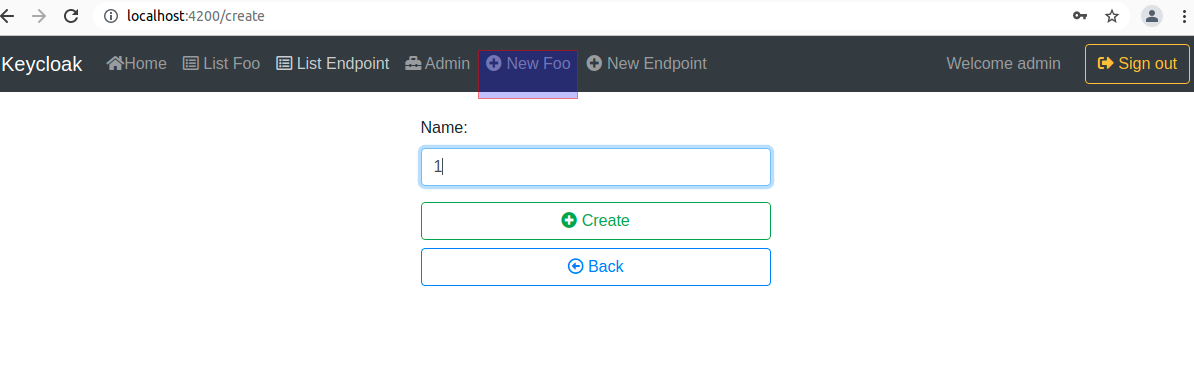 localhost:4200/create
Keycloak Home List Foo List Endpoint Admin New Foo New Endpoint Welcome admin Sign out
Name:
1
Create
Back